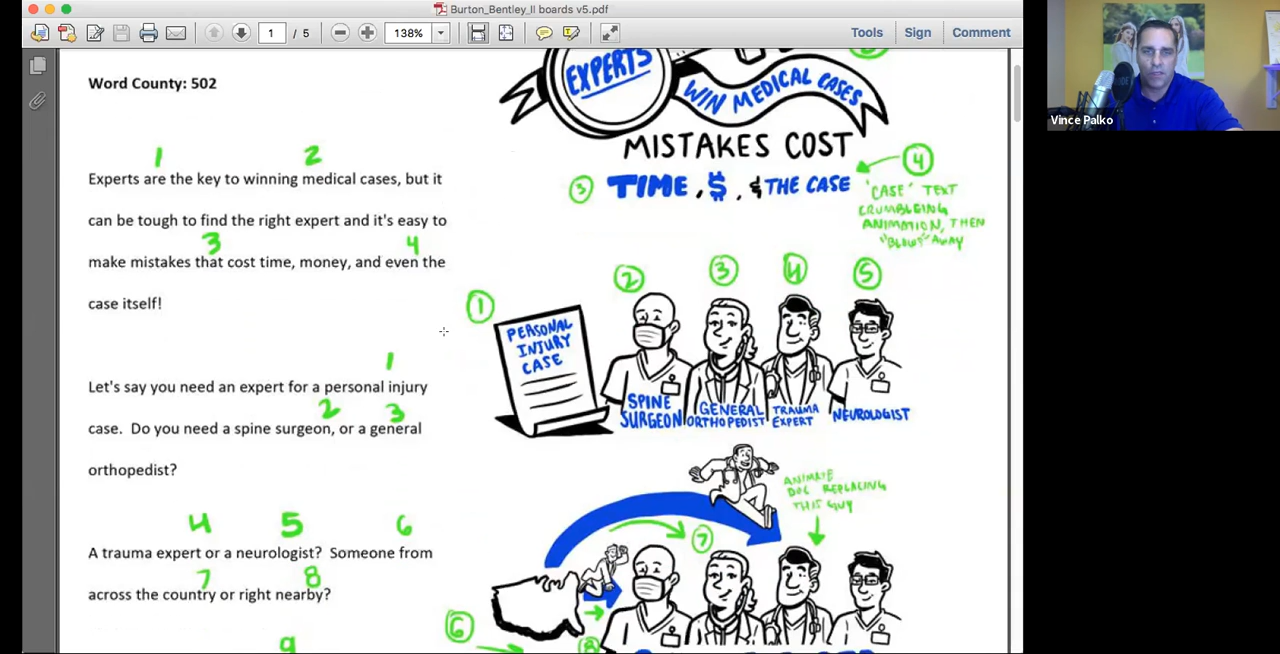 Burton_Bentley_II boards v5.pdf
1 / 5
138%
Tools
Sign
Comment
Vince Palko
Word County: 502
1 2
Experts are the key to winning medical cases, but it
can be tough to find the right expert and it's easy to
3 4
make mistakes that cost time, money, and even the
case itself!
1
Let's say you need an expert for a personal injury
2 3
case. Do you need a spine surgeon, or a general
orthopedist?
4 5 6
A trauma expert or a neurologist? Someone from
7 8
across the country or right nearby?
9
EXPERTS
WIN MEDICAL CASES
MISTAKES COST
3 TIME, $, & THE CASE
4
"CASE" TEXT
CRUMBLEING
ANIMATION, THEN
"BLOWS" AWAY
1 2 3 4 5
PERSONAL
INJURY
CASE
SPINE
SURGEON
GENERAL
ORTHOPEDIST
TRAUMA
EXPERT
NEUROLOGIST
ANIMATE
DOC REPLACING
THIS GUY
7
6
8